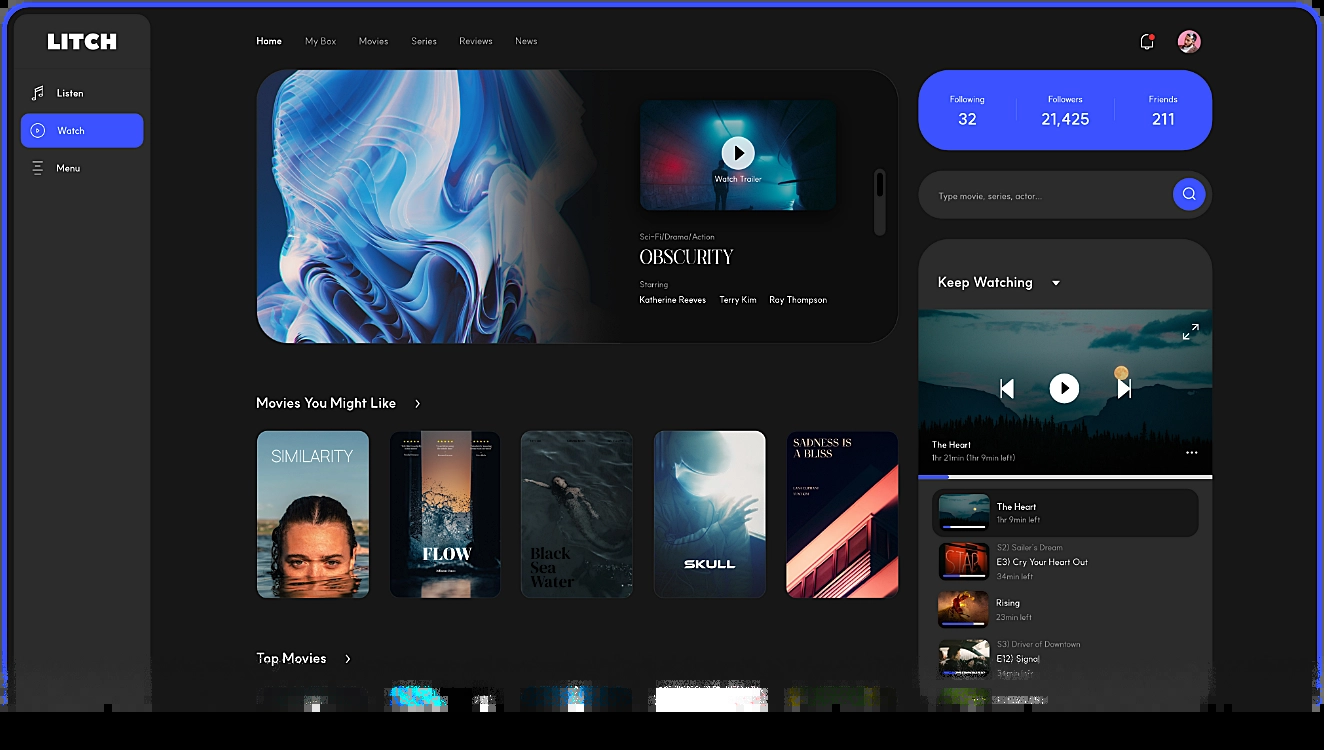 LITCH
Listen
Watch
Menu
Home My Box Movies Series Reviews News
Watch Trailer
Sci-Fi/Drama/Action
OBSCURITY
Starring
Katherine Reeves Terry Kim Ray Thompson
Following Followers Friends
32 21,425 211
Type movie, series, actor...
Keep Watching
The Heart
1hr 21min (1hr 9min left)
The Heart
1hr 9min left
S2) Sailer's Dream
E3) Cry Your Heart Out
34min left
Rising
23min left
S3) Driver of Downtown
E12) Signal
34min left
Movies You Might Like
SIMILARITY
FLOW
Black
Sea
Water
SKULL
SADNESS IS
A BLISS
STAR
Top Movies